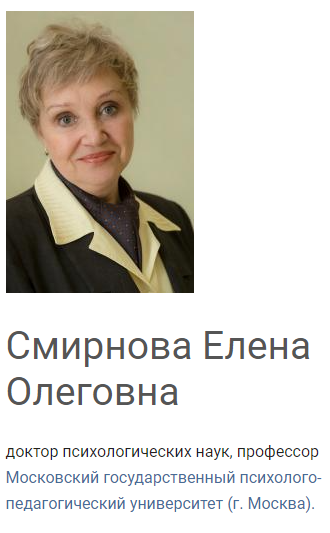 Смирнова Елена
Олеговна
доктор психологических наук, профессор
Московский государственный психолого-
педагогический университет (г. Москва).